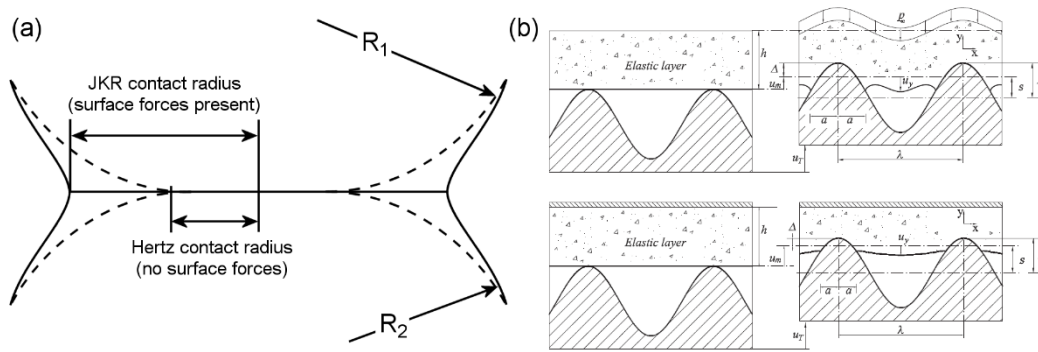 (a)
R1
JKR contact radius
(surface forces present)
Hertz contact radius
(no surface forces)
R2
(b)
Elastic layer
h
p∞
y
x
Δ
um
uy
s
a
a
uT
λ
Elastic layer
h
y
x
Δ
um
uy
s
a
a
uT
λ